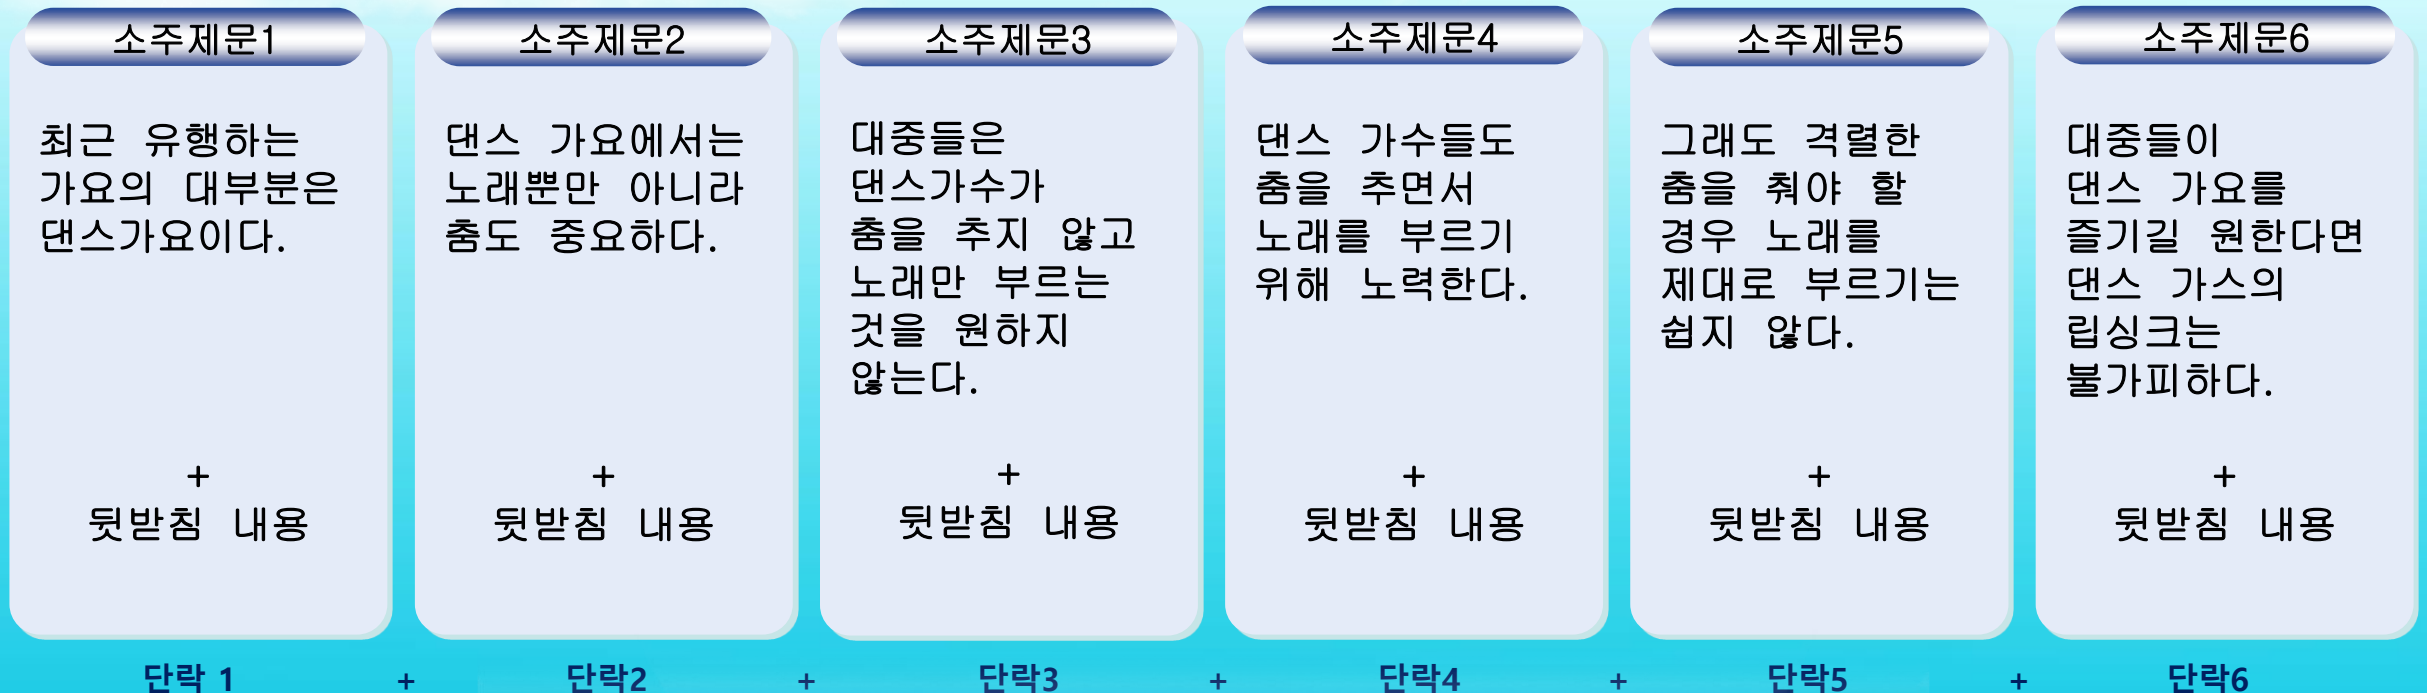 소주제문1
최근 유행하는
가요의 대부분은
댄스가요이다.
+
뒷받침 내용
소주제문2
댄스 가요에서는
노래뿐만 아니라
춤도 중요하다.
+
뒷받침 내용
소주제문3
대중들은
댄스가수가
춤을 추지 않고
노래만 부르는
것을 원하지
않는다.
+
뒷받침 내용
소주제문4
댄스 가수들도
춤을 추면서
노래를 부르기
위해 노력한다.
+
뒷받침 내용
소주제문5
그래도 격렬한
춤을 춰야 할
경우 노래를
제대로 부르기는
쉽지 않다.
+
뒷받침 내용
소주제문6
대중들이
댄스 가요를
즐기길 원한다면
댄스 가스의
립싱크는
불가피하다.
+
뒷받침 내용
단락 1 + 단락2 + 단락3 + 단락4 + 단락5 + 단락6